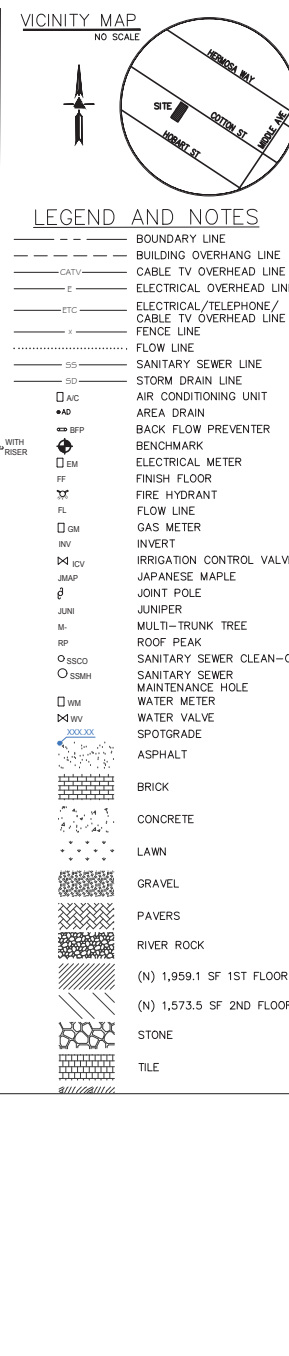 VICINITY MAP
NO SCALE
HERMOSA WAY
SITE
COTTON ST
MIDDLE AVE
HOBART ST
LEGEND AND NOTES
BOUNDARY LINE
BUILDING OVERHANG LINE
CATV CABLE TV OVERHEAD LINE
E ELECTRICAL OVERHEAD LINE
ETC ELECTRICAL/TELEPHONE/
CABLE TV OVERHEAD LINE
x FENCE LINE
FLOW LINE
SS SANITARY SEWER LINE
SD STORM DRAIN LINE
A/C AIR CONDITIONING UNIT
AD AREA DRAIN
BFP BACK FLOW PREVENTER
WITH
RISER
BENCHMARK
EM ELECTRICAL METER
FF FINISH FLOOR
FIRE HYDRANT
FL FLOW LINE
GM GAS METER
INV INVERT
ICV IRRIGATION CONTROL VALV
JMAP JAPANESE MAPLE
JOINT POLE
JUNI JUNIPER
M- MULTI-TRUNK TREE
RP ROOF PEAK
SSCO SANITARY SEWER CLEAN-O
SSMH SANITARY SEWER
MAINTENANCE HOLE
WM WATER METER
WV WATER VALVE
XXX.XX SPOTGRADE
ASPHALT
BRICK
CONCRETE
LAWN
GRAVEL
PAVERS
RIVER ROCK
(N) 1,959.1 SF 1ST FLOOR
(N) 1,573.5 SF 2ND FLOOR
STONE
TILE